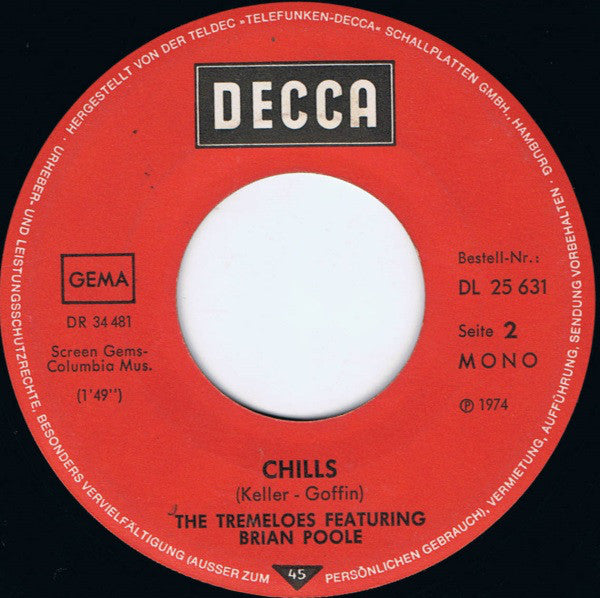 · HERGESTELLT VON DER TELDEC »TELEFUNKEN-DECCA« SCHALLPLATTEN GMBH., HAMBURG ·
URHEBER- UND LEISTUNGSSCHUTZRECHTE, BESONDERS VERVIELFÄLTIGUNG (AUSSER ZUM PERSÖNLICHEN GEBRAUCH), VERMIETUNG, AUFFÜHRUNG, SENDUNG VORBEHALTEN
DECCA
GEMA
DR 34 481
Screen Gems-
Columbia Mus.
(1'49'')
Bestell-Nr.:
DL 25 631
Seite 2
MONO
℗ 1974
CHILLS
(Keller - Goffin)
THE TREMELOES FEATURING
BRIAN POOLE
45